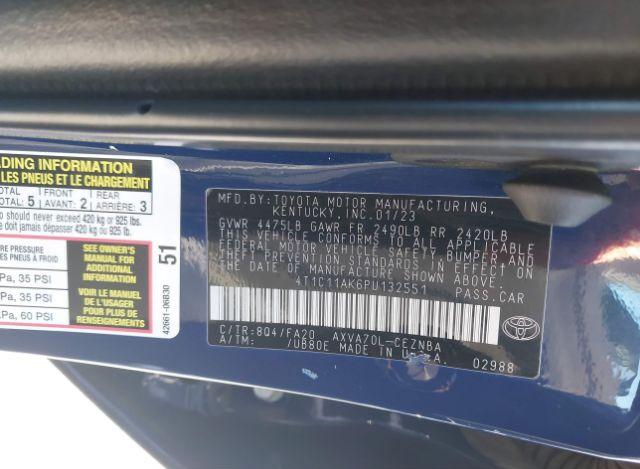 ADING INFORMATION
LES PNEUS ET LE CHARGEMENT
TOTAL 5 FRONT AVANT: 2 REAR ARRIÈRE: 3
should never exceed 420 kg or 925 lbs.
doit jamais dépasser 420 kg ou 925 lb.
E PRESSURE
PNEUS À FROID
Pa, 35 PSI
Pa, 35 PSI
Pa, 60 PSI
SEE OWNER'S
MANUAL FOR
ADDITIONAL
INFORMATION
VOIR LE MANUEL
DE L'USAGER
POUR PLUS DE
RENSEIGNEMENTS
51
42661-06B30
MFD.BY:TOYOTA MOTOR MANUFACTURING,
KENTUCKY,INC.01/23
GVWR 4475LB GAWR FR 2490LB RR 2420LB
THIS VEHICLE CONFORMS TO ALL APPLICABLE
FEDERAL MOTOR VEHICLE SAFETY, BUMPER AND
THEFT PREVENTION STANDARDS IN EFFECT ON
THE DATE OF MANUFACTURE SHOWN ABOVE.
4T1C11AK6PU132551 PASS.CAR
C/TR:8Q4/FA20 AXVA70L-CEZNBA
A/TM: /UB80E MADE IN U.S.A.
02988
TOYOTA